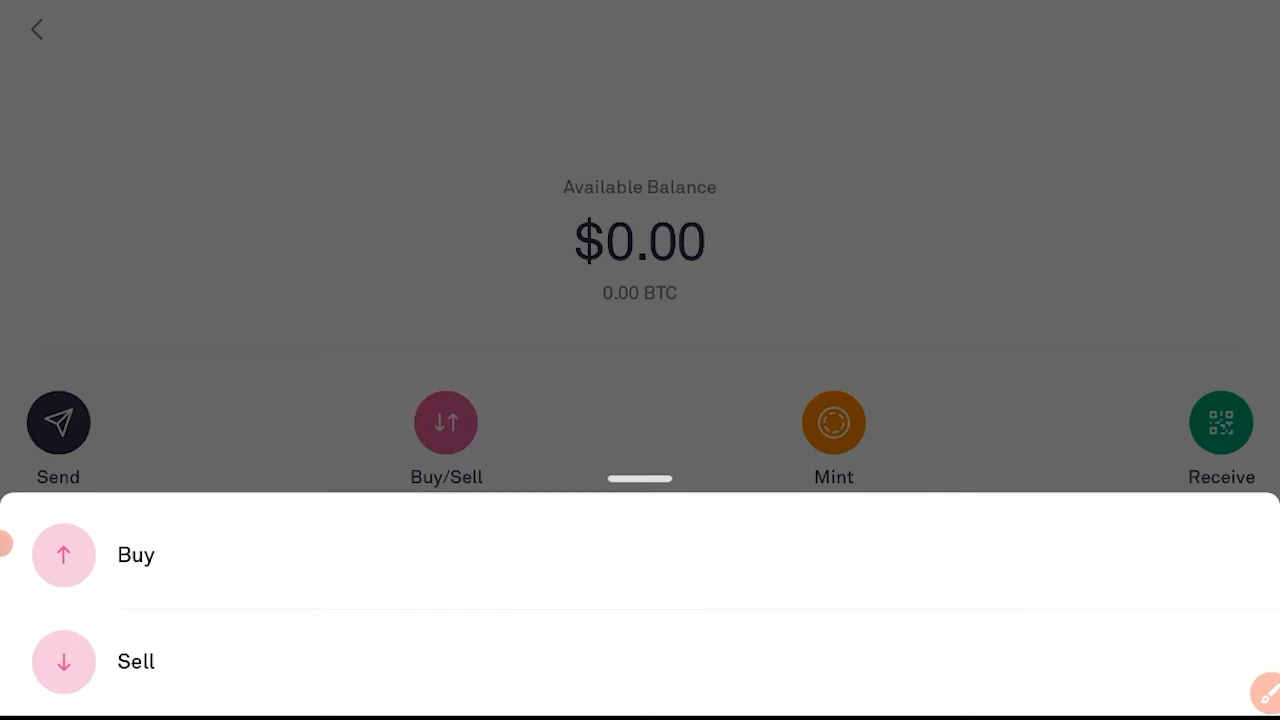 Available Balance
$0.00
0.00 BTC
Send
Buy/Sell
Mint
Receive
Buy
Sell